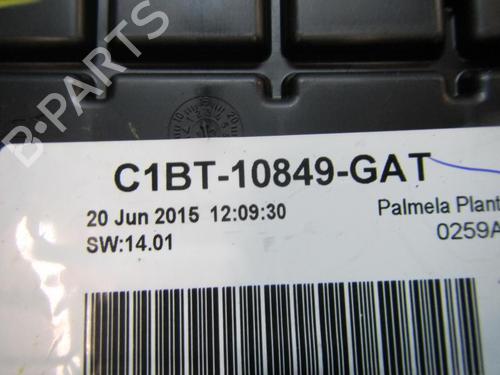 C1BT-10849-GAT
20 Jun 2015 12:09:30 Palmela Plant
SW:14.01 0259A
B-PARTS